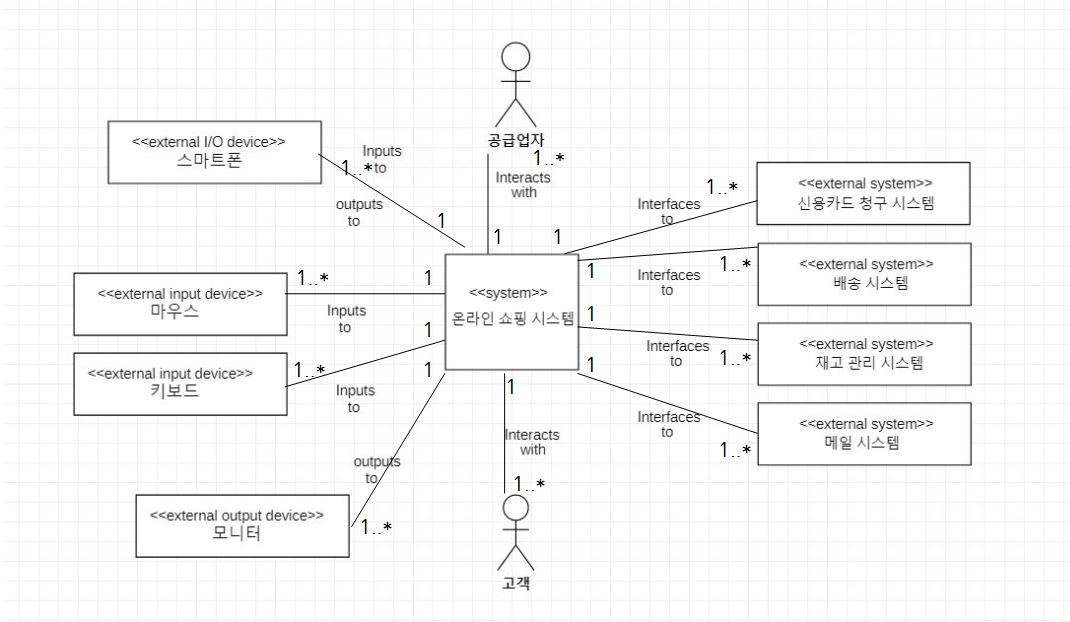 공급업자
1..*
Interacts
with
1
<<external I/O device>>
스마트폰
Inputs
to
1..*
outputs
to
1
<<external input device>>
마우스
1..*
1
Inputs
to
<<external input device>>
키보드
1..*
1
Inputs
to
<<external output device>>
모니터
1
outputs
to
1..*
<<system>>
온라인 쇼핑 시스템
1
Interacts
with
1..*
고객
<<external system>>
신용카드 청구 시스템
1..*
Interfaces
to
1
<<external system>>
배송 시스템
1
1..*
Interfaces
to
<<external system>>
재고 관리 시스템
1
Interfaces
to
1..*
<<external system>>
메일 시스템
1
Interfaces
to
1..*